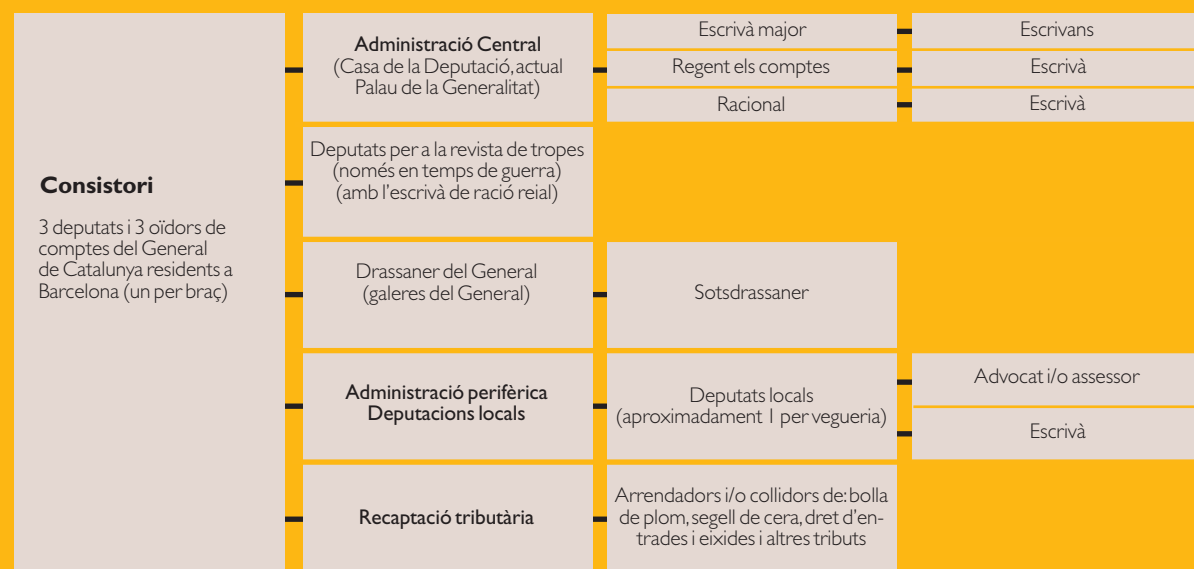 Consistori
3 deputats i 3 oïdors de
comptes del General
de Catalunya residents a
Barcelona (un per braç)
Administració Central
(Casa de la Deputació, actual
Palau de la Generalitat)
Escrivà major
Escrivans
Regent els comptes
Escrivà
Racional
Escrivà
Deputats per a la revista de tropes
(només en temps de guerra)
(amb l'escrivà de ració reial)
Drassaner del General
(galeres del General)
Sotsdrassaner
Administració perifèrica
Deputacions locals
Deputats locals
(aproximadament 1 per vegueria)
Advocat i/o assessor
Escrivà
Recaptació tributària
Arrendadors i/o collidors de: bolla
de plom, segell de cera, dret d'en-
trades i eixides i altres tributs